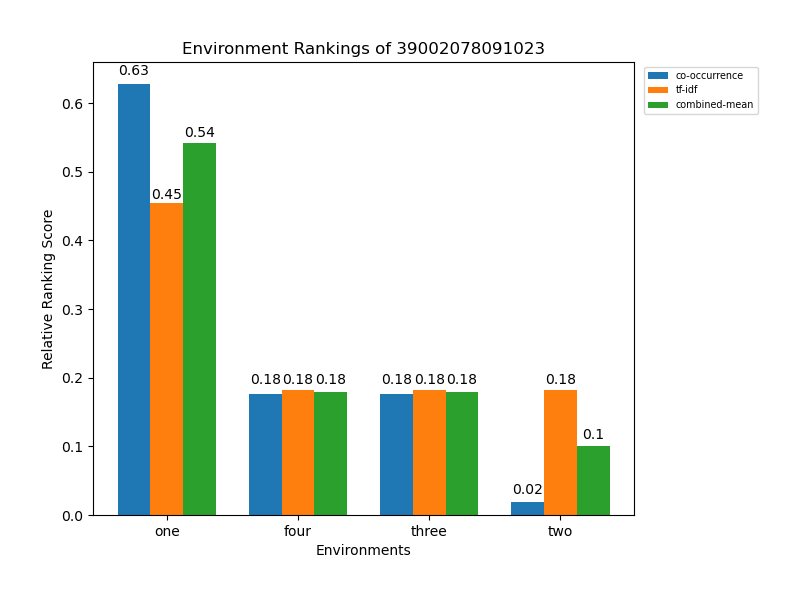 Environment Rankings of 39002078091023
co-occurrence
tf-idf
combined-mean
Relative Ranking Score
0.6
0.5
0.4
0.3
0.2
0.1
0.0
0.63
0.45
0.54
0.18 0.18 0.18
0.18 0.18 0.18
0.02
0.18
0.1
one four three two
Environments